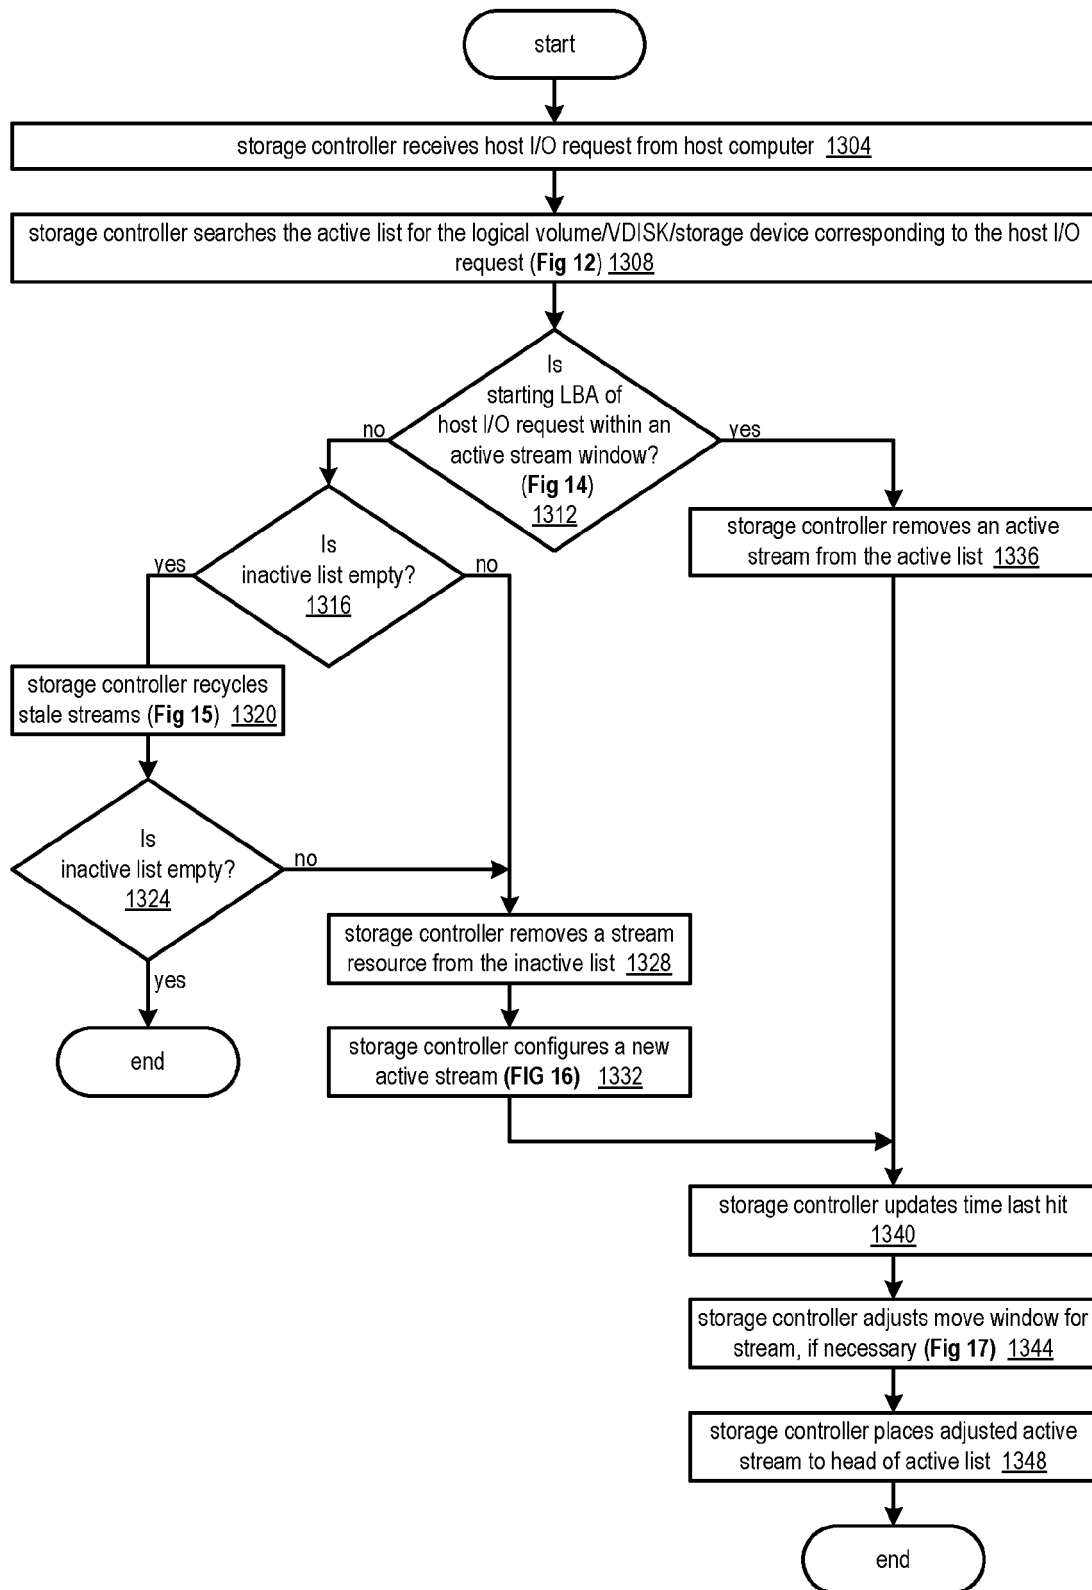 start
storage controller receives host I/O request from host computer 1304
storage controller searches the active list for the logical volume/VDISK/storage device corresponding to the host I/O
request (Fig 12) 1308
Is
starting LBA of
host I/O request within an
active stream window?
(Fig 14)
1312
no
yes
storage controller removes an active
stream from the active list 1336
Is
inactive list empty?
1316
yes
no
storage controller recycles
stale streams (Fig 15) 1320
Is
inactive list empty?
1324
no
yes
end
storage controller removes a stream
resource from the inactive list 1328
storage controller configures a new
active stream (FIG 16) 1332
storage controller updates time last hit
1340
storage controller adjusts move window for
stream, if necessary (Fig 17) 1344
storage controller places adjusted active
stream to head of active list 1348
end